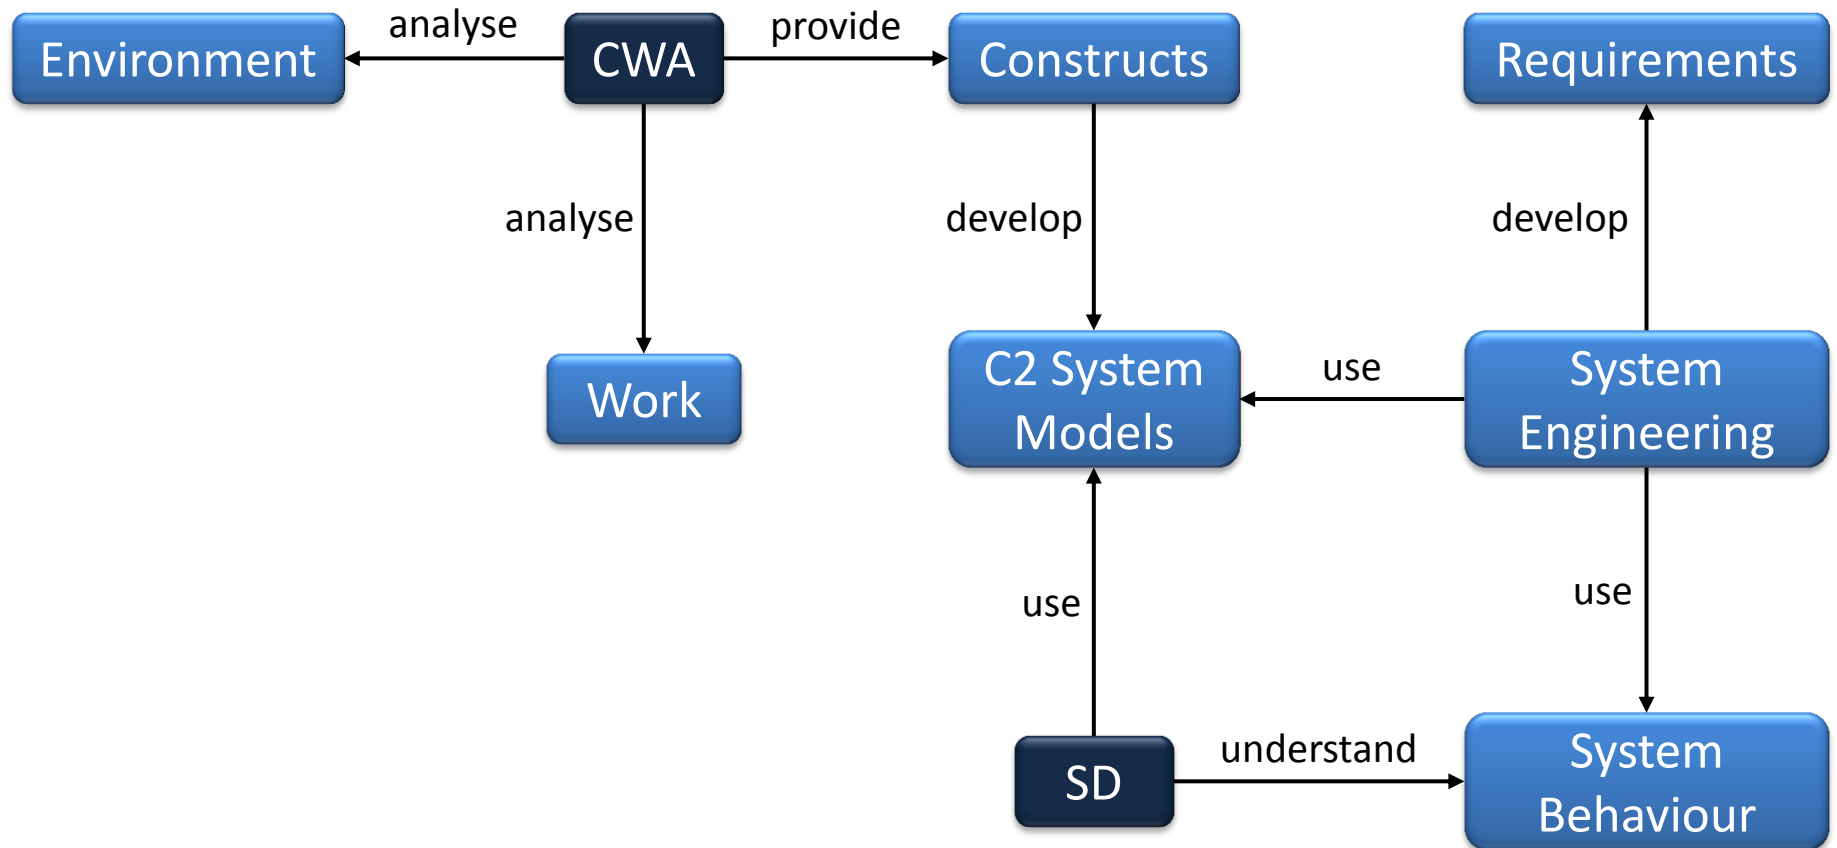 analyse
provide
Environment
CWA
Constructs
Requirements
analyse
develop
develop
C2 System
Models
use
System
Engineering
Work
use
use
understand
SD
System
Behaviour